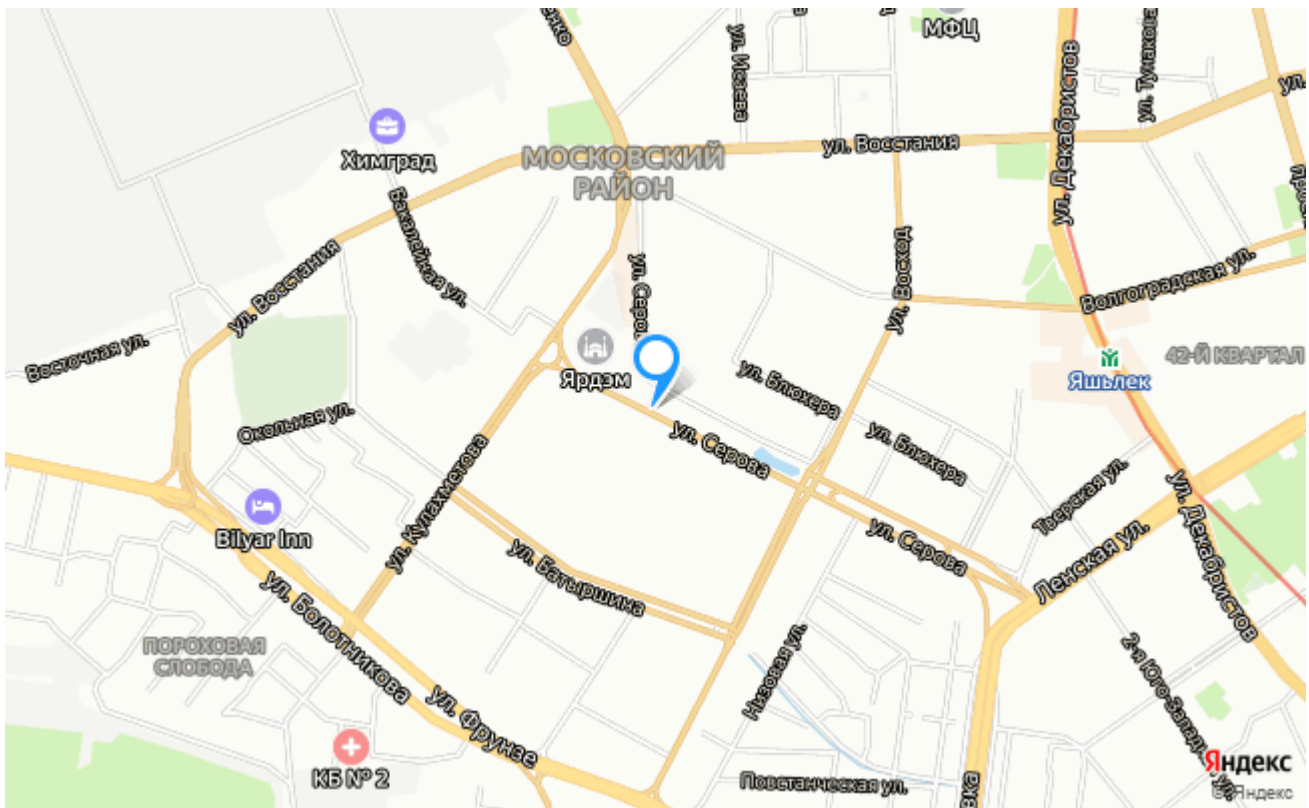 МФЦ
ул. Исаева
ул. Декабристов
ул. Тунакова
ул. Восстания
Химград
МОСКОВСКИЙ
РАЙОН
Бакалейная ул.
ул. Восход
Волгоградская ул.
ул. Восстания
Восточная ул.
Ярдэм
ул. Блюхера
42-Й КВАРТАЛ
Яшьлек
Окольная ул.
ул. Серова
ул. Блюхера
ул. Кулахметова
Тверская ул.
Bilyar Inn
ул. Серова
Ленская ул.
ул. Декабристов
ул. Батыршина
ул. Болотникова
ПОРОХОВАЯ
СЛОБОДА
Низовая ул.
ул. Фрунзе
КБ № 2
Повстанческая ул.
Яндекс
© Яндекс